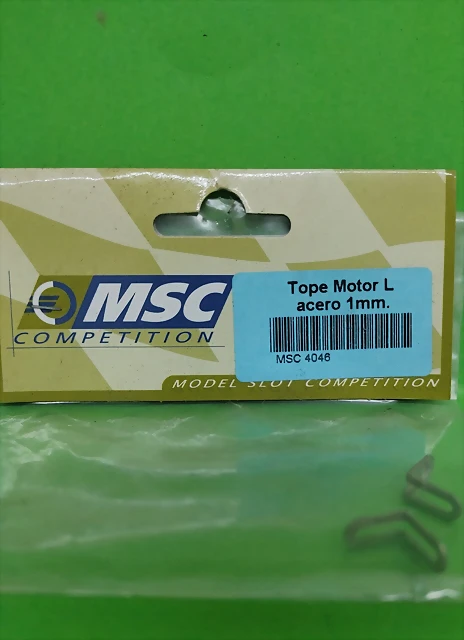 MSC
COMPETITION
Tope Motor L
acero 1mm.
MSC 4046
MODEL SLOT COMPETITION